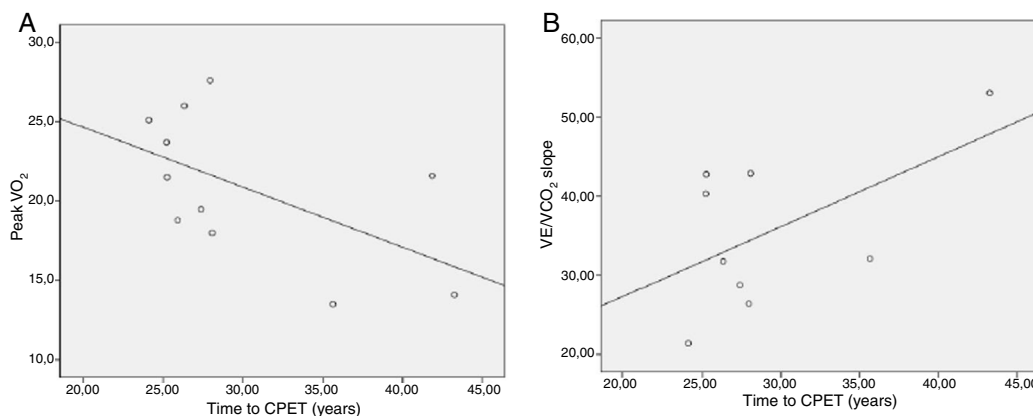 A
30,0
25,0
20,0
15,0
10,0
Peak VO₂
20,00 25,00 30,00 35,00 40,00 45,00
Time to CPET (years)
B
60,00
50,00
40,00
30,00
20,00
VE/VCO₂ slope
20,00 25,00 30,00 35,00 40,00 45,00
Time to CPET (years)